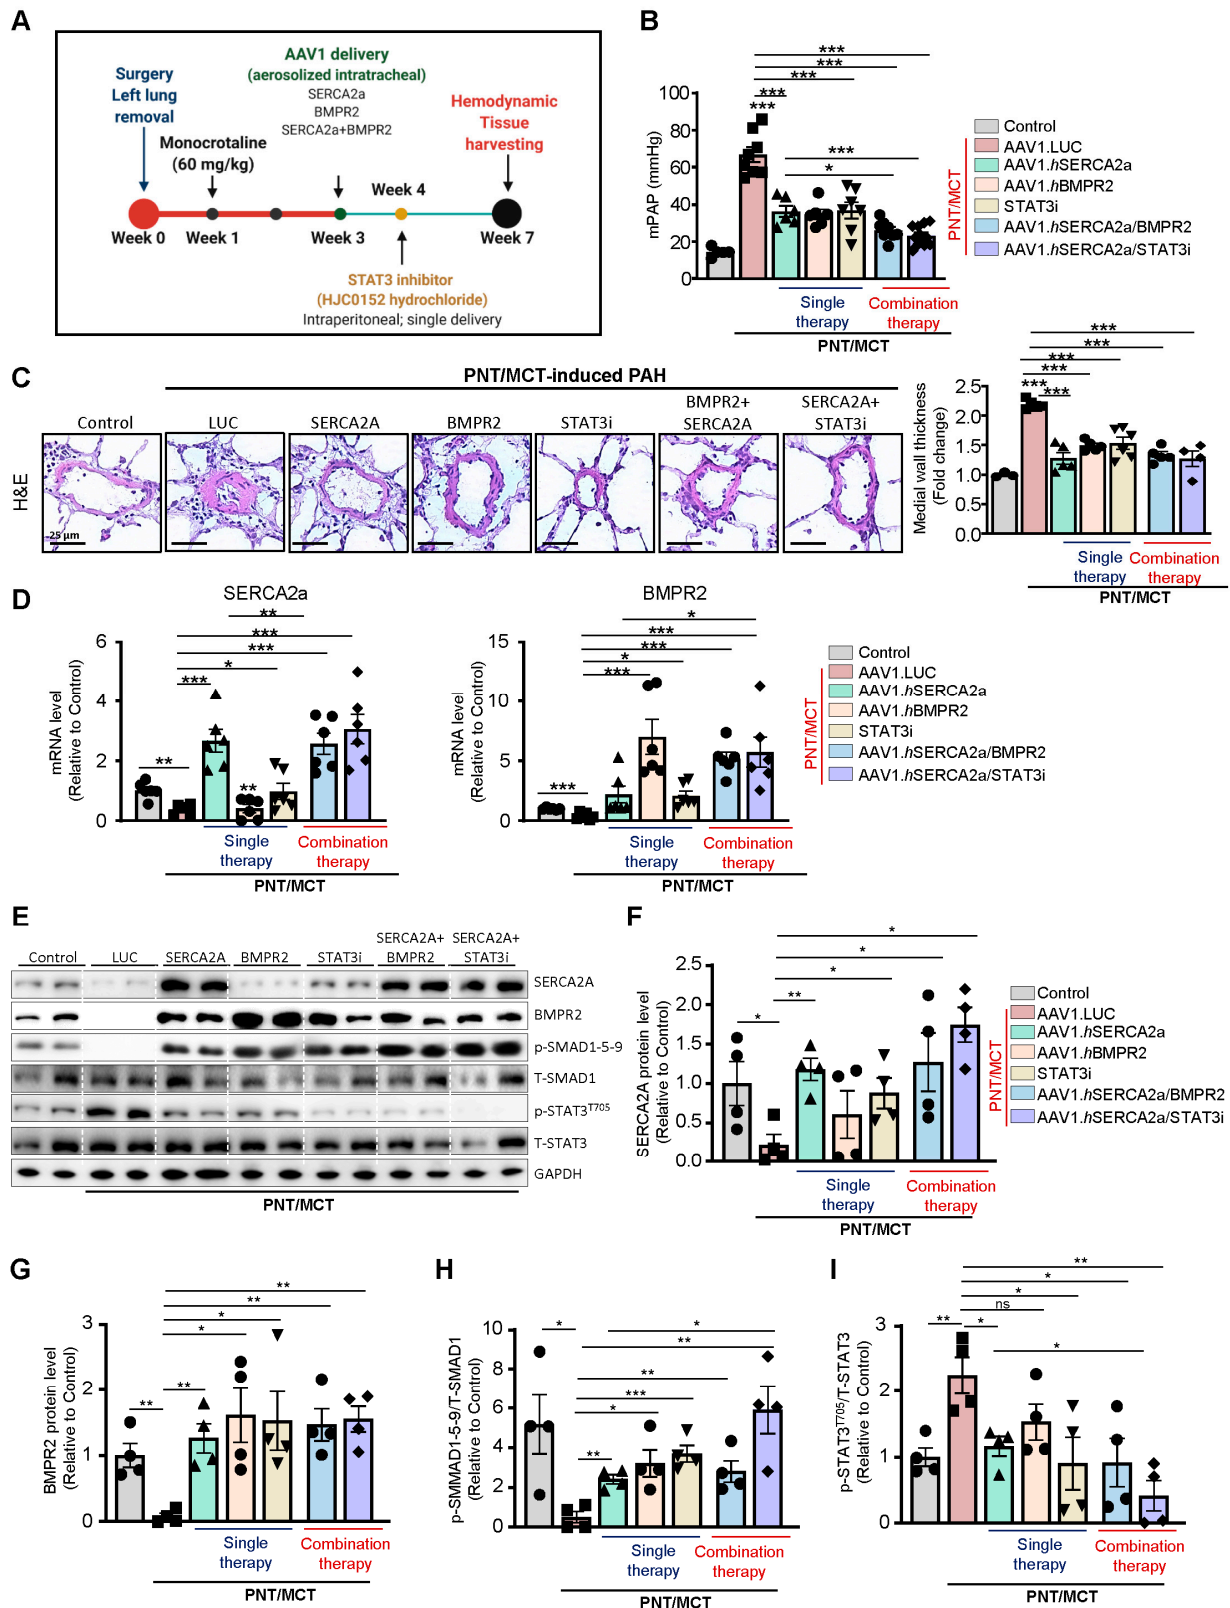 A
Surgery
Left lung
removal
Monocrotaline
(60 mg/kg)
AAV1 delivery
(aerosolized intratracheal)
SERCA2a
BMPR2
SERCA2a+BMPR2
Hemodynamic
Tissue
harvesting
Week 4
Week 0
Week 1
Week 3
Week 7
STAT3 inhibitor
(HJC0152 hydrochloride)
Intraperitoneal; single delivery
B
***
***
***
***
***
***
*
mPAP (mmHg)
100
80
60
40
20
0
Single
therapy
Combination
therapy
PNT/MCT
Control
AAV1.LUC
AAV1.hSERCA2a
AAV1.hBMPR2
STAT3i
AAV1.hSERCA2a/BMPR2
AAV1.hSERCA2a/STAT3i
PNT/MCT
C
PNT/MCT-induced PAH
Control
LUC
SERCA2A
BMPR2
STAT3i
BMPR2+
SERCA2A
SERCA2A+
STAT3i
H&E
25 µm
***
***
***
***
***
***
Medial wall thickness
(Fold change)
2.5
2.0
1.5
1.0
0.5
0.0
Single
therapy
Combination
therapy
PNT/MCT
D
SERCA2a
**
***
***
*
***
**
**
mRNA level
(Relative to Control)
6
4
2
0
Single
therapy
Combination
therapy
PNT/MCT
BMPR2
*
***
***
*
***
***
mRNA level
(Relative to Control)
15
10
5
0
Single
therapy
Combination
therapy
PNT/MCT
Control
AAV1.LUC
AAV1.hSERCA2a
AAV1.hBMPR2
STAT3i
AAV1.hSERCA2a/BMPR2
AAV1.hSERCA2a/STAT3i
PNT/MCT
E
Control
LUC
SERCA2A
BMPR2
STAT3i
SERCA2A+
BMPR2
SERCA2A+
STAT3i
SERCA2A
BMPR2
p-SMAD1-5-9
T-SMAD1
p-STAT3T705
T-STAT3
GAPDH
PNT/MCT
F
*
*
*
**
*
SERCA2A protein level
(Relative to Control)
2.5
2.0
1.5
1.0
0.5
0.0
Single
therapy
Combination
therapy
PNT/MCT
Control
AAV1.LUC
AAV1.hSERCA2a
AAV1.hBMPR2
STAT3i
AAV1.hSERCA2a/BMPR2
AAV1.hSERCA2a/STAT3i
PNT/MCT
G
**
**
*
*
**
**
BMPR2 protein level
(Relative to Control)
3
2
1
0
Single
therapy
Combination
therapy
PNT/MCT
H
*
*
**
**
***
*
**
p-SMMAD1-5-9/T-SMAD1
(Relative to Control)
10
8
6
4
2
0
Single
therapy
Combination
therapy
PNT/MCT
I
**
*
*
ns
**
*
*
p-STAT3T705/T-STAT3
(Relative to Control)
3
2
1
0
Single
therapy
Combination
therapy
PNT/MCT